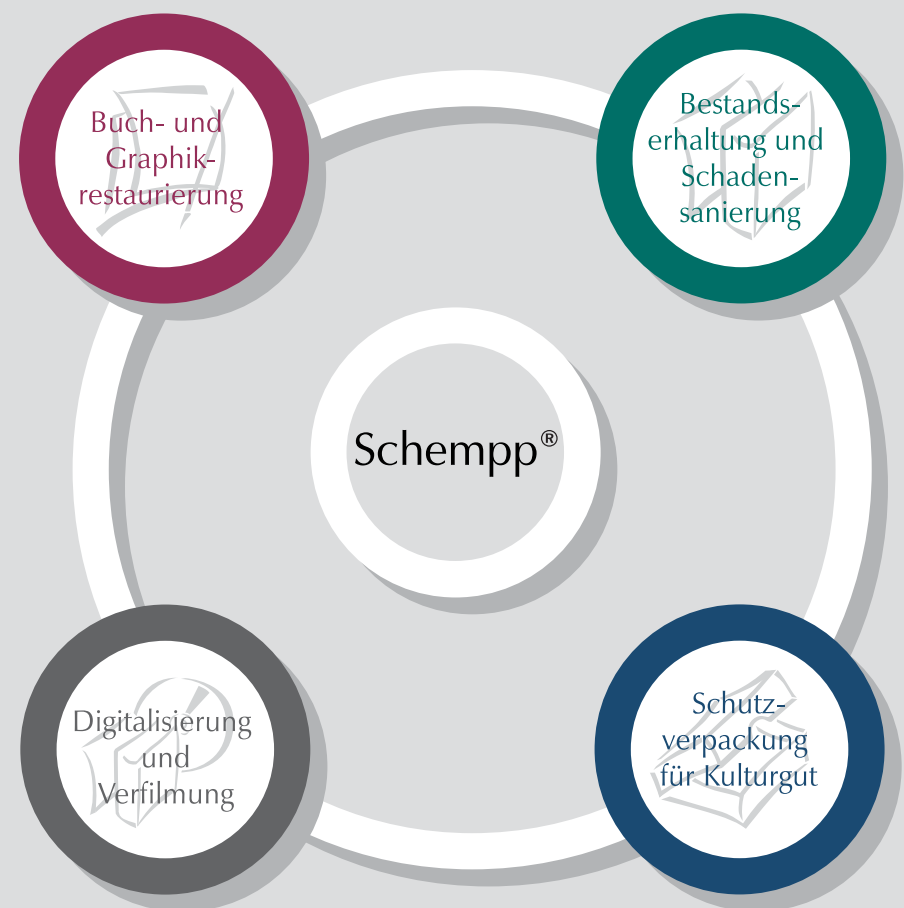 Buch- und
Graphik-
restaurierung
Bestands-
erhaltung und
Schaden-
sanierung
Schempp®
Digitalisierung
und
Verfilmung
Schutz-
verpackung
für Kulturgut